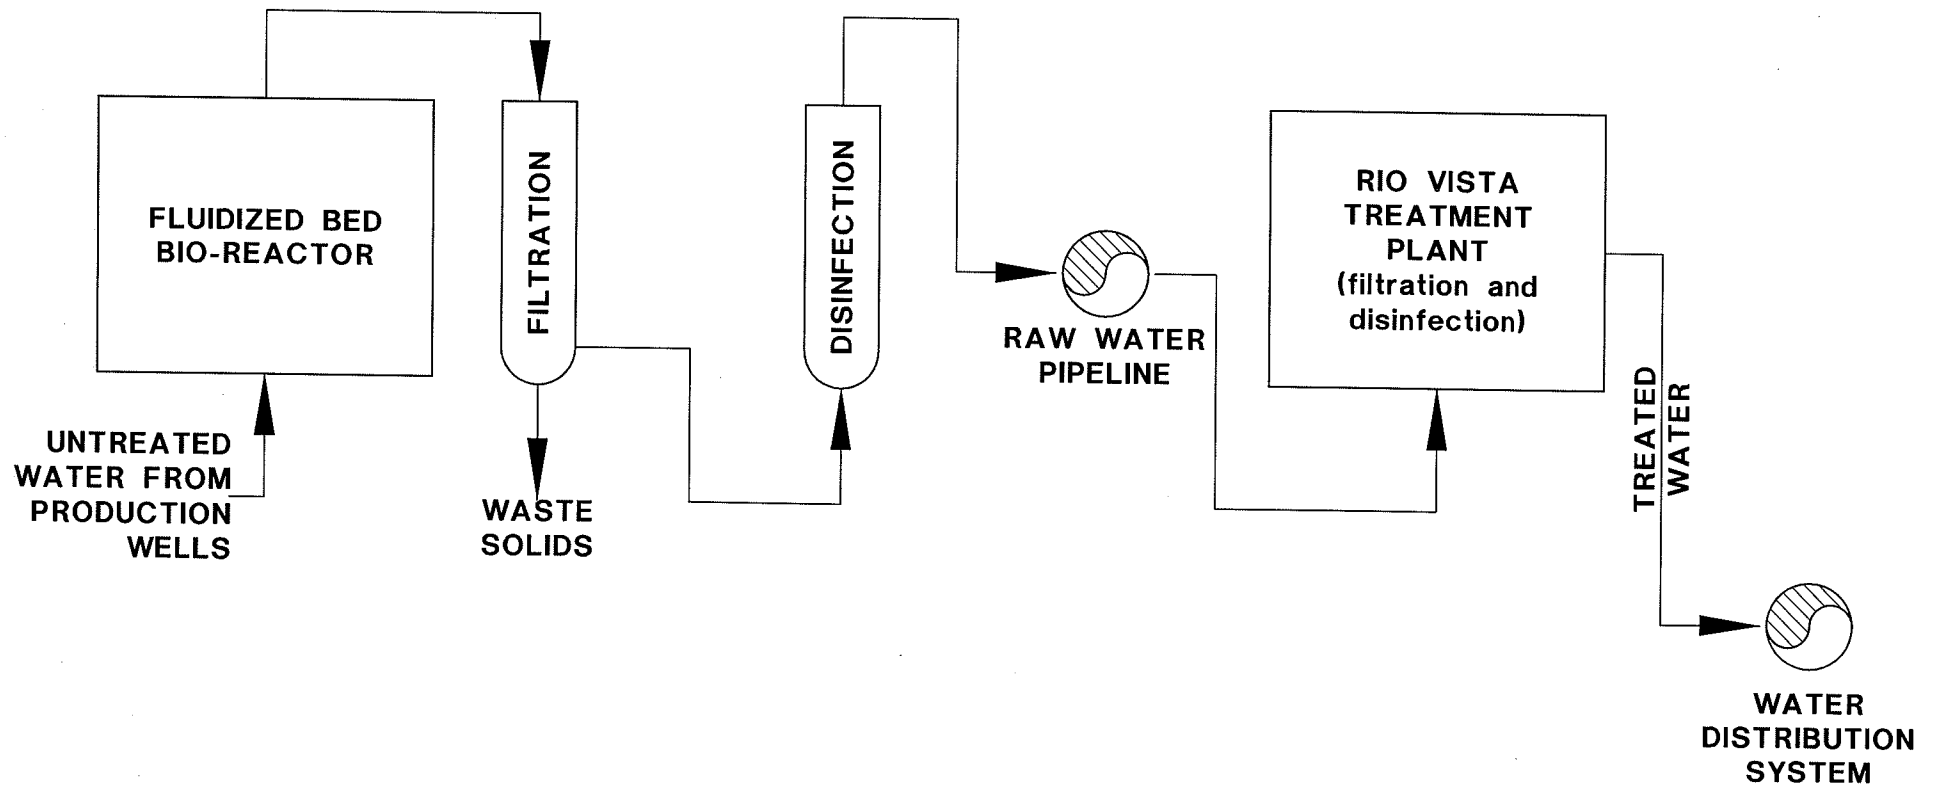 FLUIDIZED BED
BIO-REACTOR
UNTREATED
WATER FROM
PRODUCTION
WELLS
FILTRATION
WASTE
SOLIDS
DISINFECTION
RAW WATER
PIPELINE
RIO VISTA
TREATMENT
PLANT
(filtration and
disinfection)
TREATED
WATER
WATER
DISTRIBUTION
SYSTEM